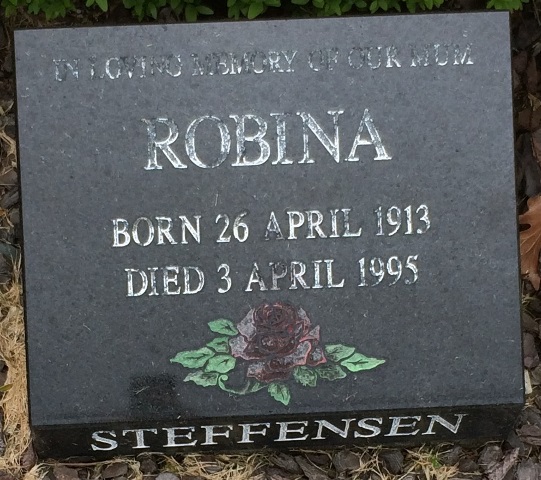 IN LOVING MEMORY OF OUR MUM
ROBINA
BORN 26 APRIL 1913
DIED 3 APRIL 1995
STEFFENSEN